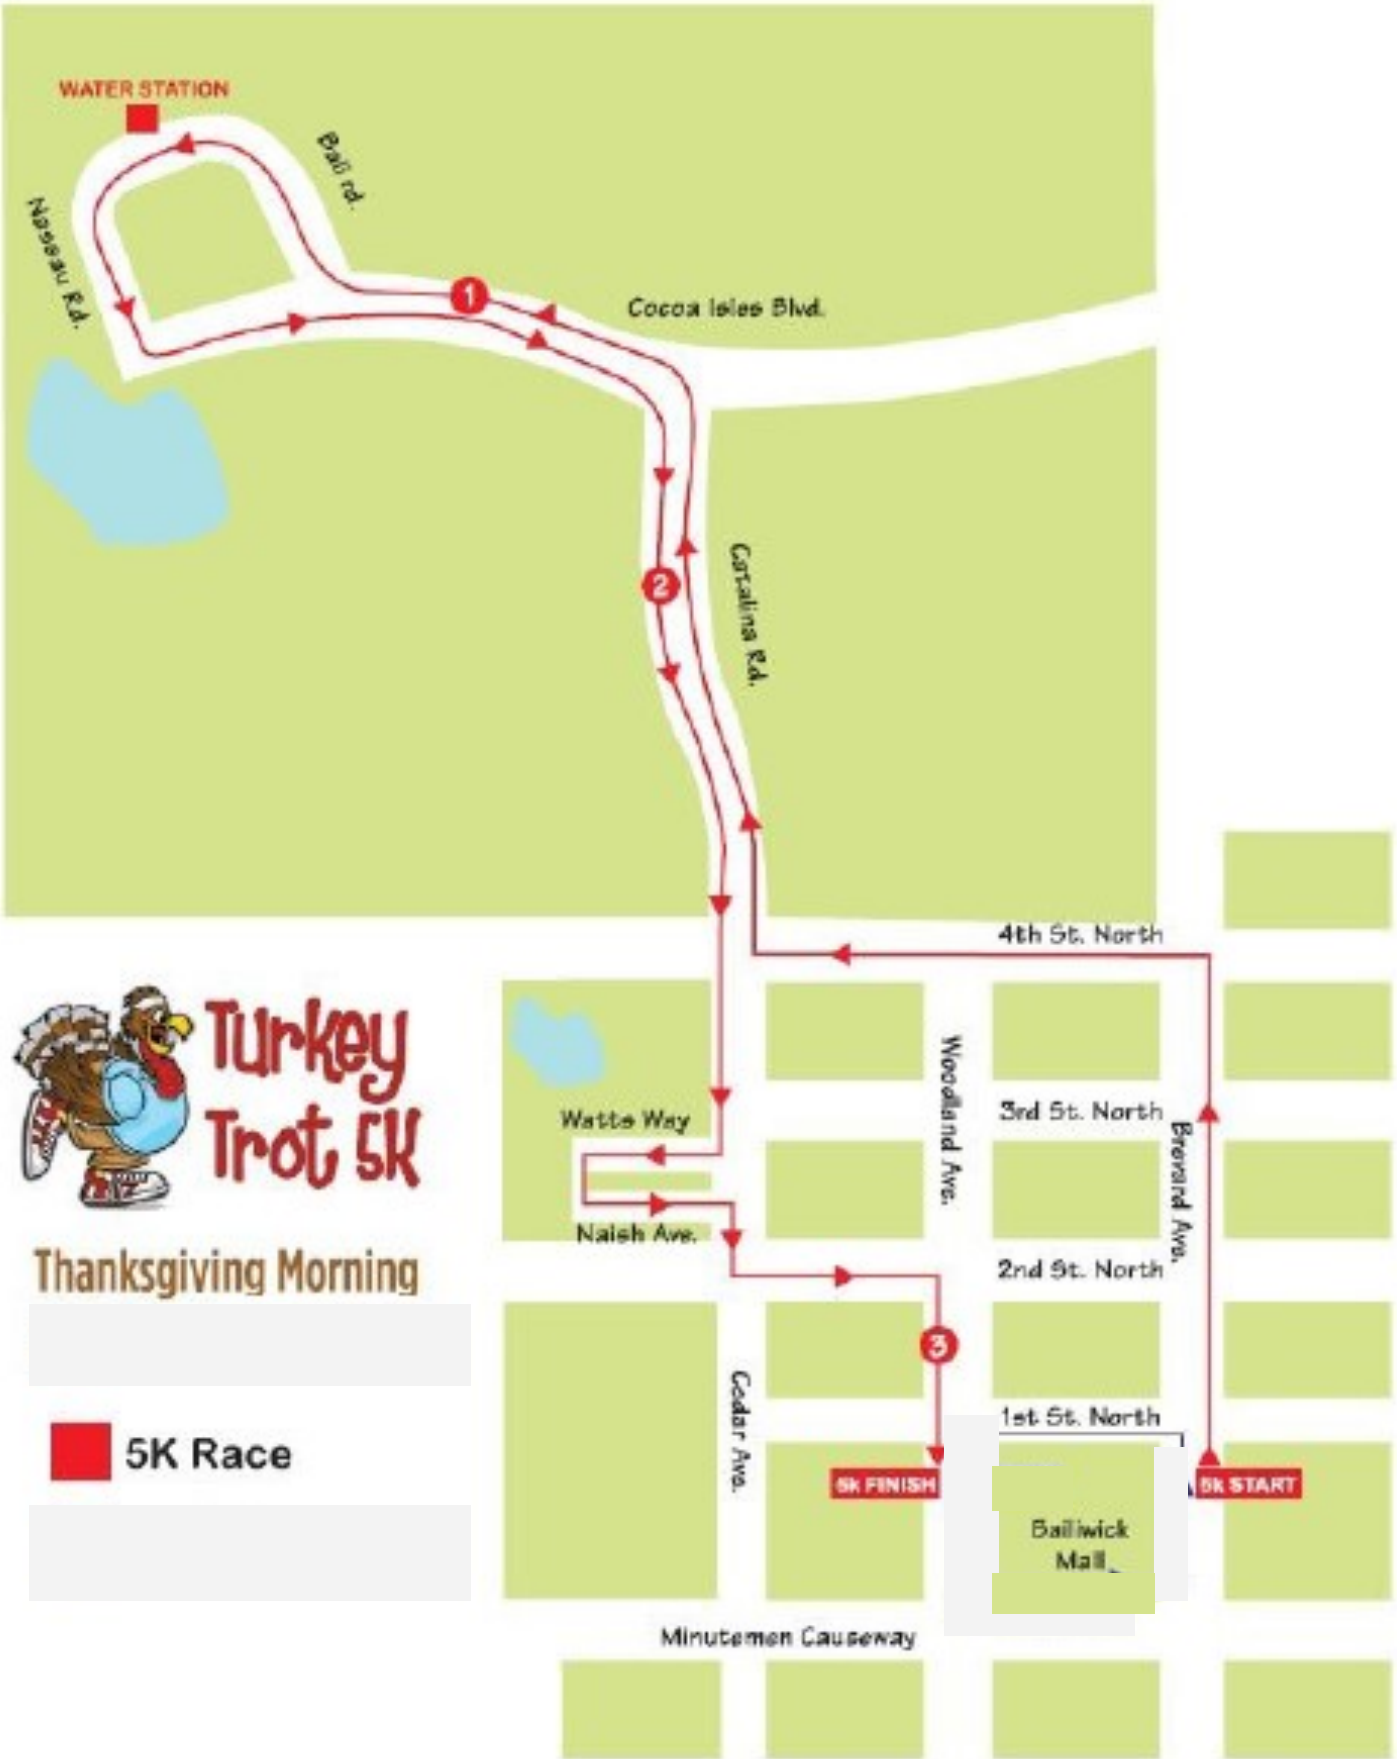 WATER STATION
Bali rd.
Nassau Rd.
1
Cocoa Isles Blvd.
2
Catalina Rd.
4th St. North
Turkey
Trot 5K
Thanksgiving Morning
5K Race
Woodland Ave.
3rd St. North
Brevard Ave.
Watts Way
Naish Ave.
2nd St. North
3
Cedar Ave.
1st St. North
5k FINISH
5k START
Bailiwick
Mall
Minutemen Causeway